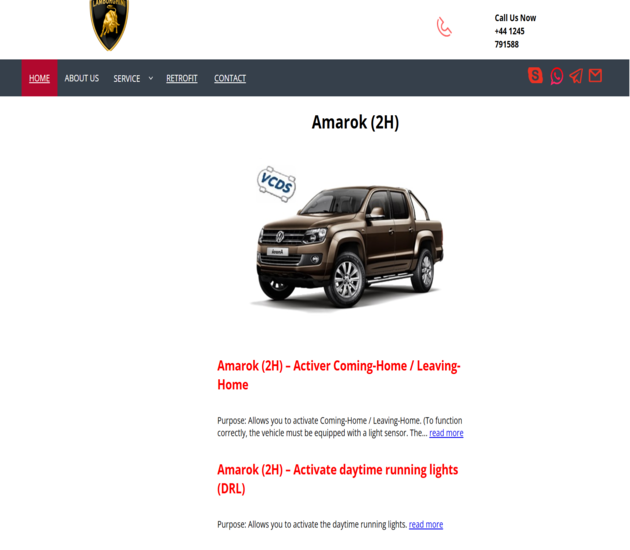 LAMBORGHINI
Call Us Now
+44 1245
791588
HOME ABOUT US SERVICE RETROFIT CONTACT
Amarok (2H)
VCDS
Amarok (2H) – Activer Coming-Home / Leaving-
Home
Purpose: Allows you to activate Coming-Home / Leaving-Home. (To function
correctly, the vehicle must be equipped with a light sensor. The... read more
Amarok (2H) – Activate daytime running lights
(DRL)
Purpose: Allows you to activate the daytime running lights. read more